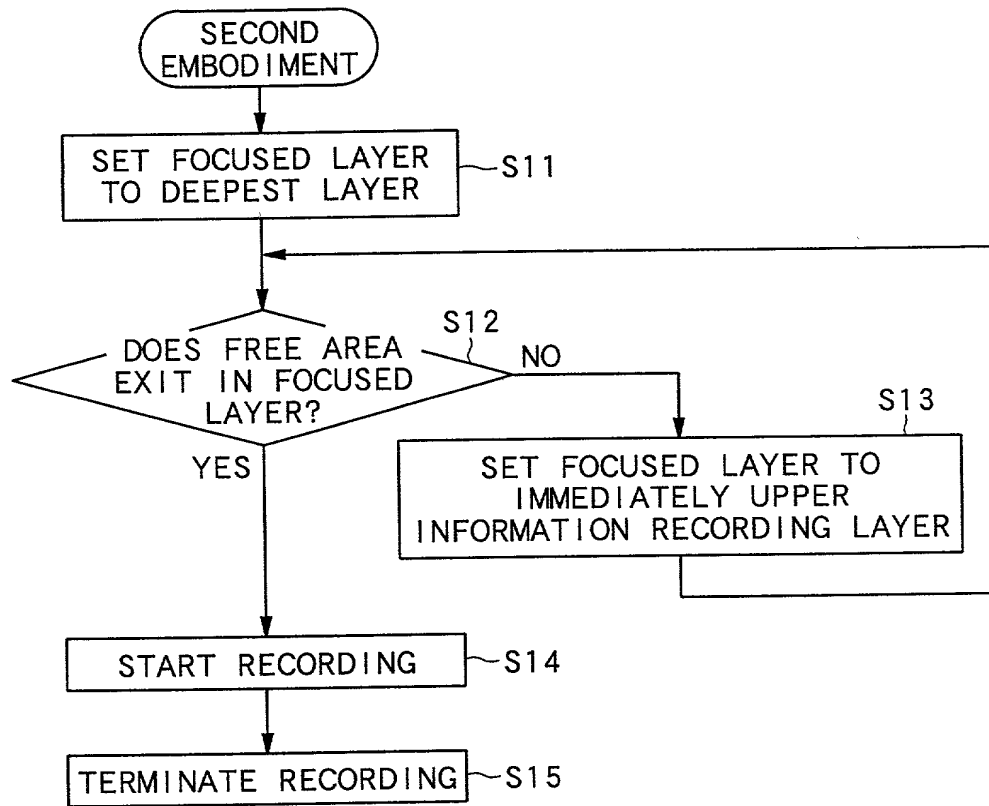 SECOND
EMBODIMENT
SET FOCUSED LAYER
TO DEEPEST LAYER
S11
S12
DOES FREE AREA
EXIT IN FOCUSED
LAYER?
NO
YES
S13
SET FOCUSED LAYER TO
IMMEDIATELY UPPER
INFORMATION RECORDING LAYER
START RECORDING
S14
TERMINATE RECORDING
S15